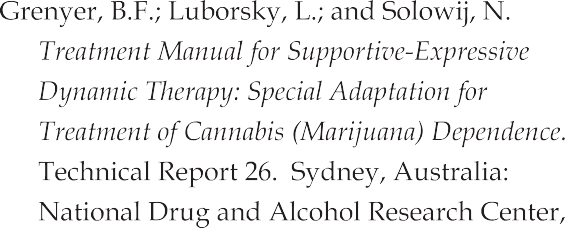 Grenyer, B.F.; Luborsky, L.; and Solowij, N.
Treatment Manual for Supportive-Expressive
Dynamic Therapy: Special Adaptation for
Treatment of Cannabis (Marijuana) Dependence.
Technical Report 26. Sydney, Australia:
National Drug and Alcohol Research Center,